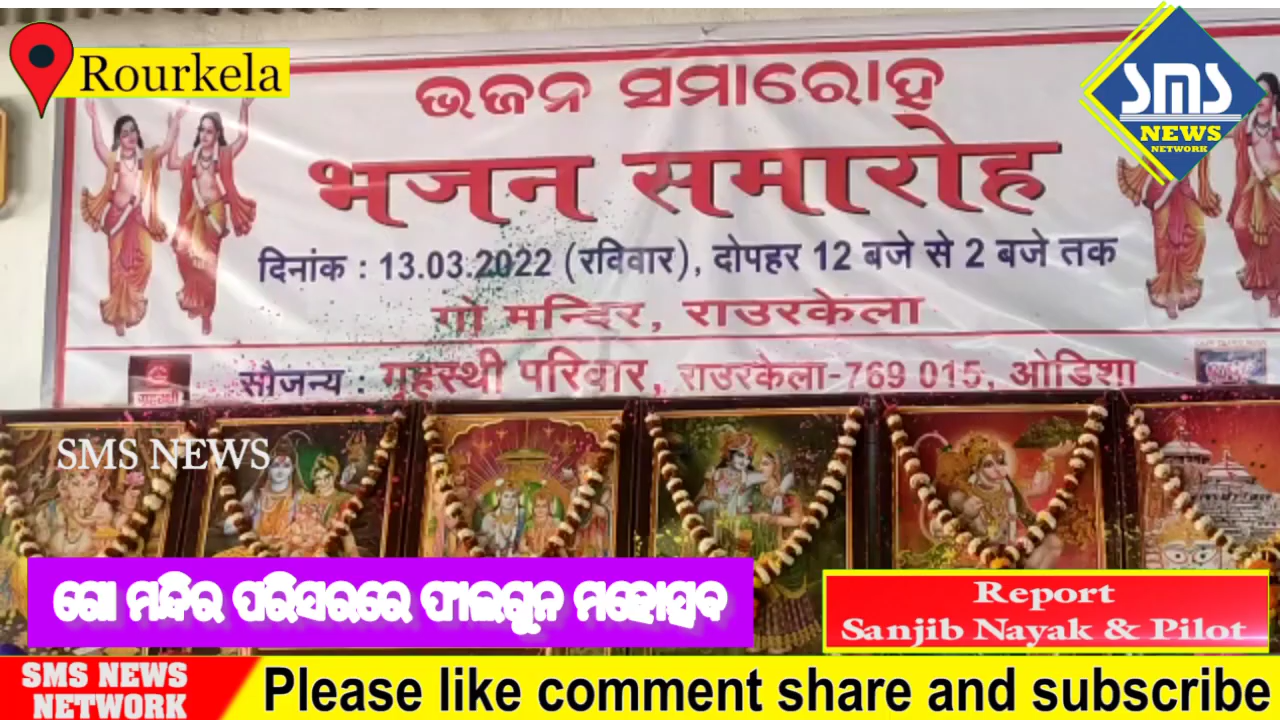 Rourkela
SMS
NEWS
NETWORK
ଭଜନ ସମାରୋହ
भजन समारोह
दिनांक : 13.03.2022 (रविवार), दोपहर 12 बजे से 2 बजे तक
गो मन्दिर, राउरकेला
सौजन्य : गृहस्थी परिवार, राउरकेला-769 015, ओडिशा
गृहस्थी
SMS NEWS
ଗୋ ମନ୍ଦିର ପରିସରରେ ଫାଲଗୁନ ମହୋତ୍ସବ
Report
Sanjib Nayak & Pilot
SMS NEWS
NETWORK
Please like comment share and subscribe